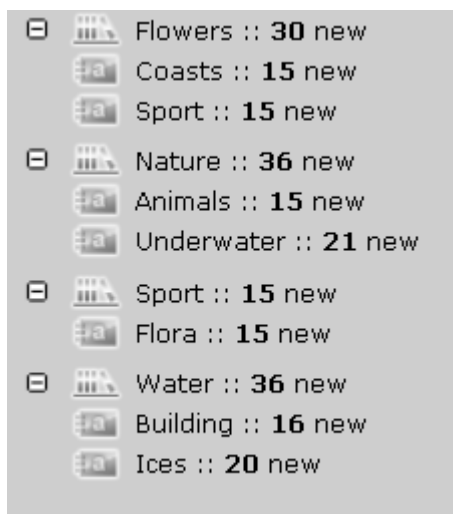 Flowers :: 30 new
Coasts :: 15 new
Sport :: 15 new
Nature :: 36 new
Animals :: 15 new
Underwater :: 21 new
Sport :: 15 new
Flora :: 15 new
Water :: 36 new
Building :: 16 new
Ices :: 20 new